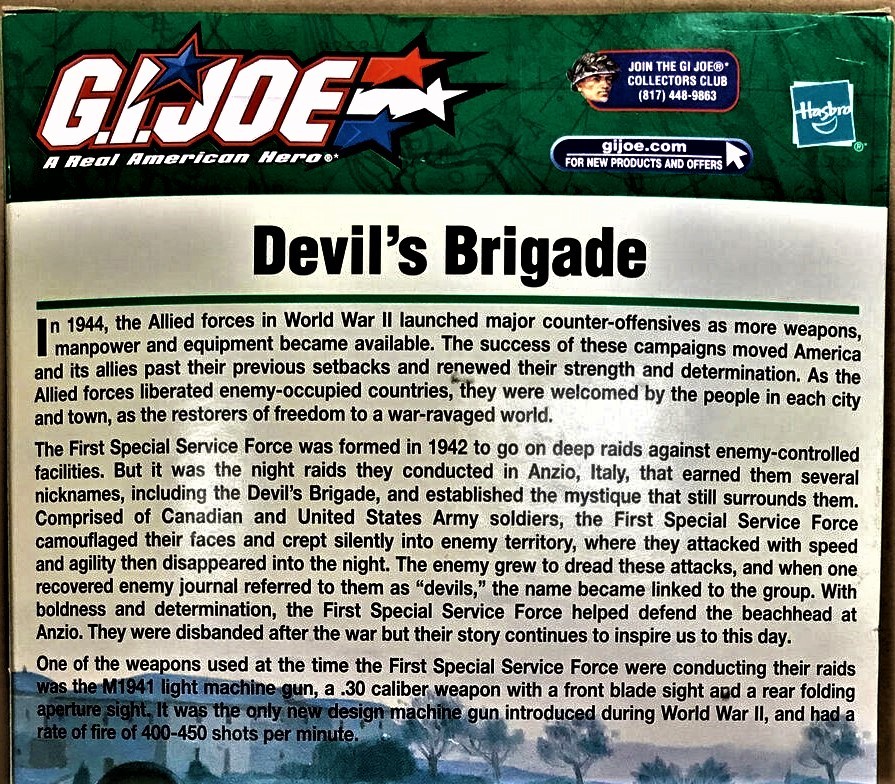 G.I.JOE
A Real American Hero®*
JOIN THE GI JOE®*
COLLECTORS CLUB
(817) 448-9863
gijoe.com
FOR NEW PRODUCTS AND OFFERS
Hasbro
®*
Devil's Brigade
In 1944, the Allied forces in World War II launched major counter-offensives as more weapons,
manpower and equipment became available. The success of these campaigns moved America
and its allies past their previous setbacks and renewed their strength and determination. As the
Allied forces liberated enemy-occupied countries, they were welcomed by the people in each city
and town, as the restorers of freedom to a war-ravaged world.
The First Special Service Force was formed in 1942 to go on deep raids against enemy-controlled
facilities. But it was the night raids they conducted in Anzio, Italy, that earned them several
nicknames, including the Devil's Brigade, and established the mystique that still surrounds them.
Comprised of Canadian and United States Army soldiers, the First Special Service Force
camouflaged their faces and crept silently into enemy territory, where they attacked with speed
and agility then disappeared into the night. The enemy grew to dread these attacks, and when one
recovered enemy journal referred to them as “devils,” the name became linked to the group. With
boldness and determination, the First Special Service Force helped defend the beachhead at
Anzio. They were disbanded after the war but their story continues to inspire us to this day.
One of the weapons used at the time the First Special Service Force were conducting their raids
was the M1941 light machine gun, a .30 caliber weapon with a front blade sight and a rear folding
aperture sight. It was the only new design machine gun introduced during World War II, and had a
rate of fire of 400-450 shots per minute.